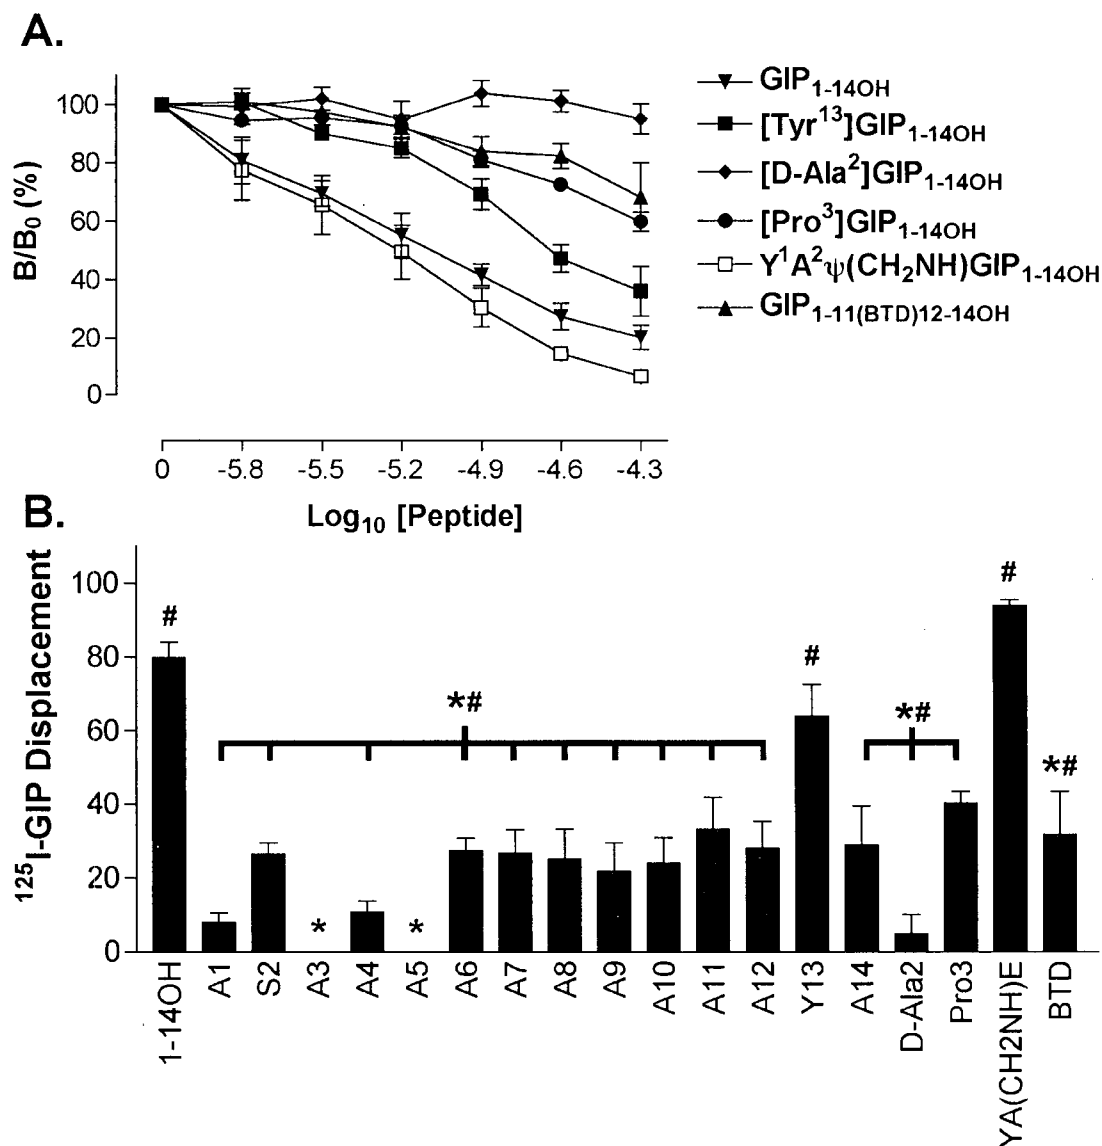 A.
B/B₀ (%)
100
80
60
40
20
0
0 -5.8 -5.5 -5.2 -4.9 -4.6 -4.3
Log₁₀ [Peptide]
GIP₁₋₁₄OH
[Tyr¹³]GIP₁₋₁₄OH
[D-Ala²]GIP₁₋₁₄OH
[Pro³]GIP₁₋₁₄OH
Y¹A²ψ(CH₂NH)GIP₁₋₁₄OH
GIP₁₋₁₁(BTD)₁₂₋₁₄OH
B.
¹²⁵I-GIP Displacement
100
80
60
40
20
0
#
*#
*
*
#
*#
#
*#
1-14OH
A1
S2
A3
A4
A5
A6
A7
A8
A9
A10
A11
A12
Y13
A14
D-Ala2
Pro3
YA(CH2NH)E
BTD